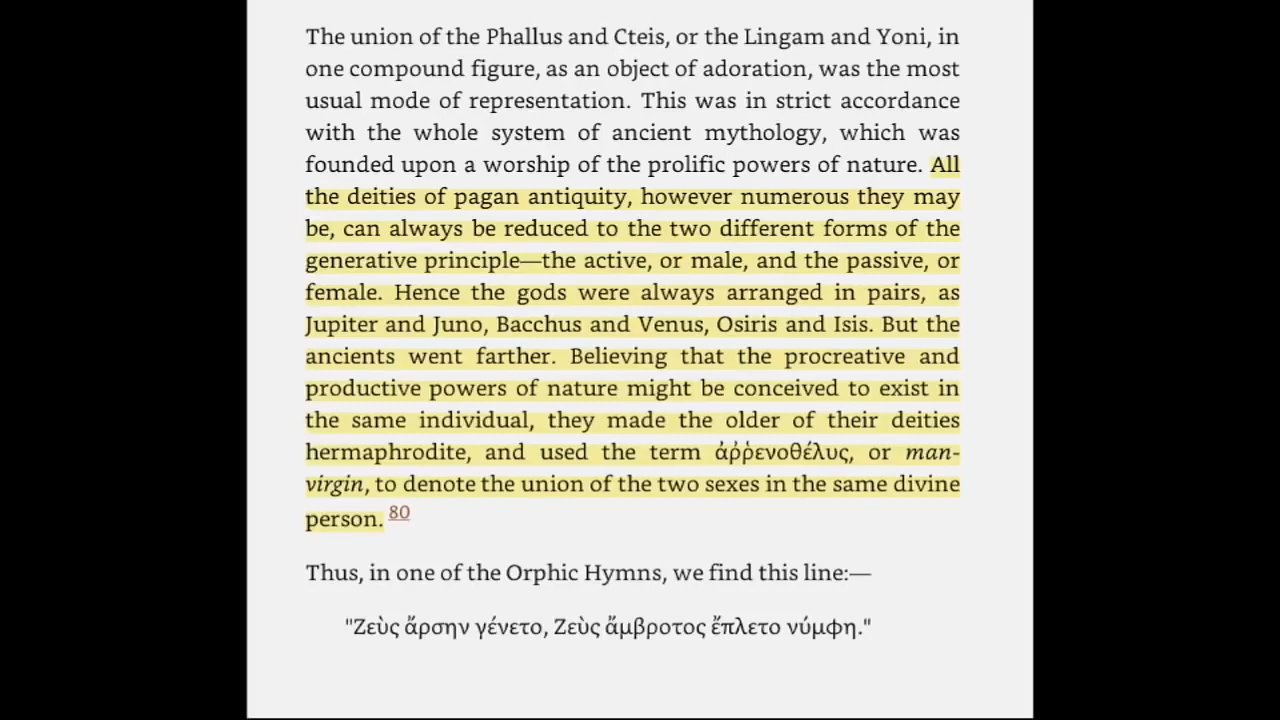 The union of the Phallus and Cteis, or the Lingam and Yoni, in
one compound figure, as an object of adoration, was the most
usual mode of representation. This was in strict accordance
with the whole system of ancient mythology, which was
founded upon a worship of the prolific powers of nature. All
the deities of pagan antiquity, however numerous they may
be, can always be reduced to the two different forms of the
generative principle—the active, or male, and the passive, or
female. Hence the gods were always arranged in pairs, as
Jupiter and Juno, Bacchus and Venus, Osiris and Isis. But the
ancients went farther. Believing that the procreative and
productive powers of nature might be conceived to exist in
the same individual, they made the older of their deities
hermaphrodite, and used the term ἀῤῥενοθέλυς, or man-
virgin, to denote the union of the two sexes in the same divine
person. 80
Thus, in one of the Orphic Hymns, we find this line:—
"Ζεὺς ἄρσην γένετο, Ζεὺς ἄμβροτος ἔπλετο νύμφη."